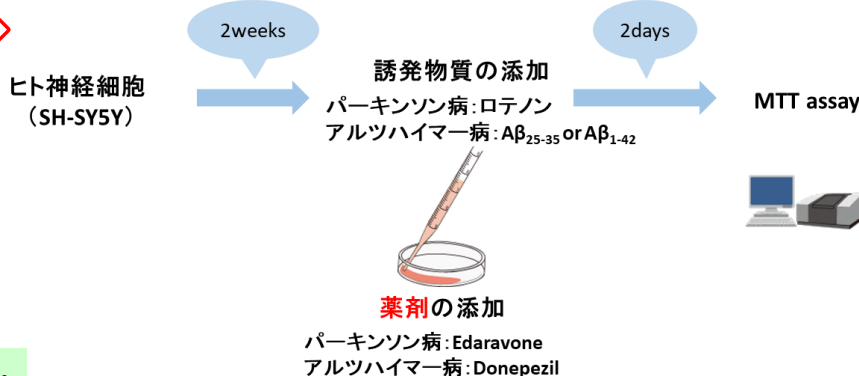 2weeks
2days
ヒト神経細胞
（SH-SY5Y）
誘発物質の添加
パーキンソン病：ロテノン
アルツハイマー病：Aβ25-35 or Aβ1-42
MTT assay
薬剤の添加
パーキンソン病：Edaravone
アルツハイマー病：Donepezil